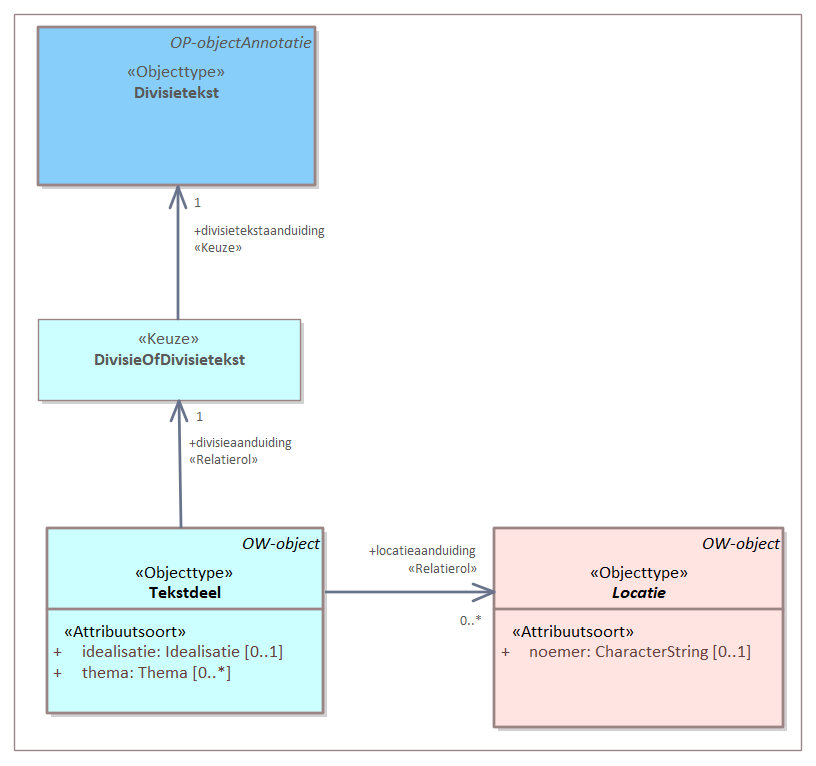 OP-objectAnnotatie
«Objecttype»
Divisietekst
1
+divisietekstaanduiding
«Keuze»
«Keuze»
DivisieOfDivisietekst
1
+divisieaanduiding
«Relatierol»
OW-object
«Objecttype»
Tekstdeel
«Attribuutsoort»
+ idealisatie: Idealisatie [0..1]
+ thema: Thema [0..*]
+locatieaanduiding
«Relatierol»
0..*
OW-object
«Objecttype»
Locatie
«Attribuutsoort»
+ noemer: CharacterString [0..1]